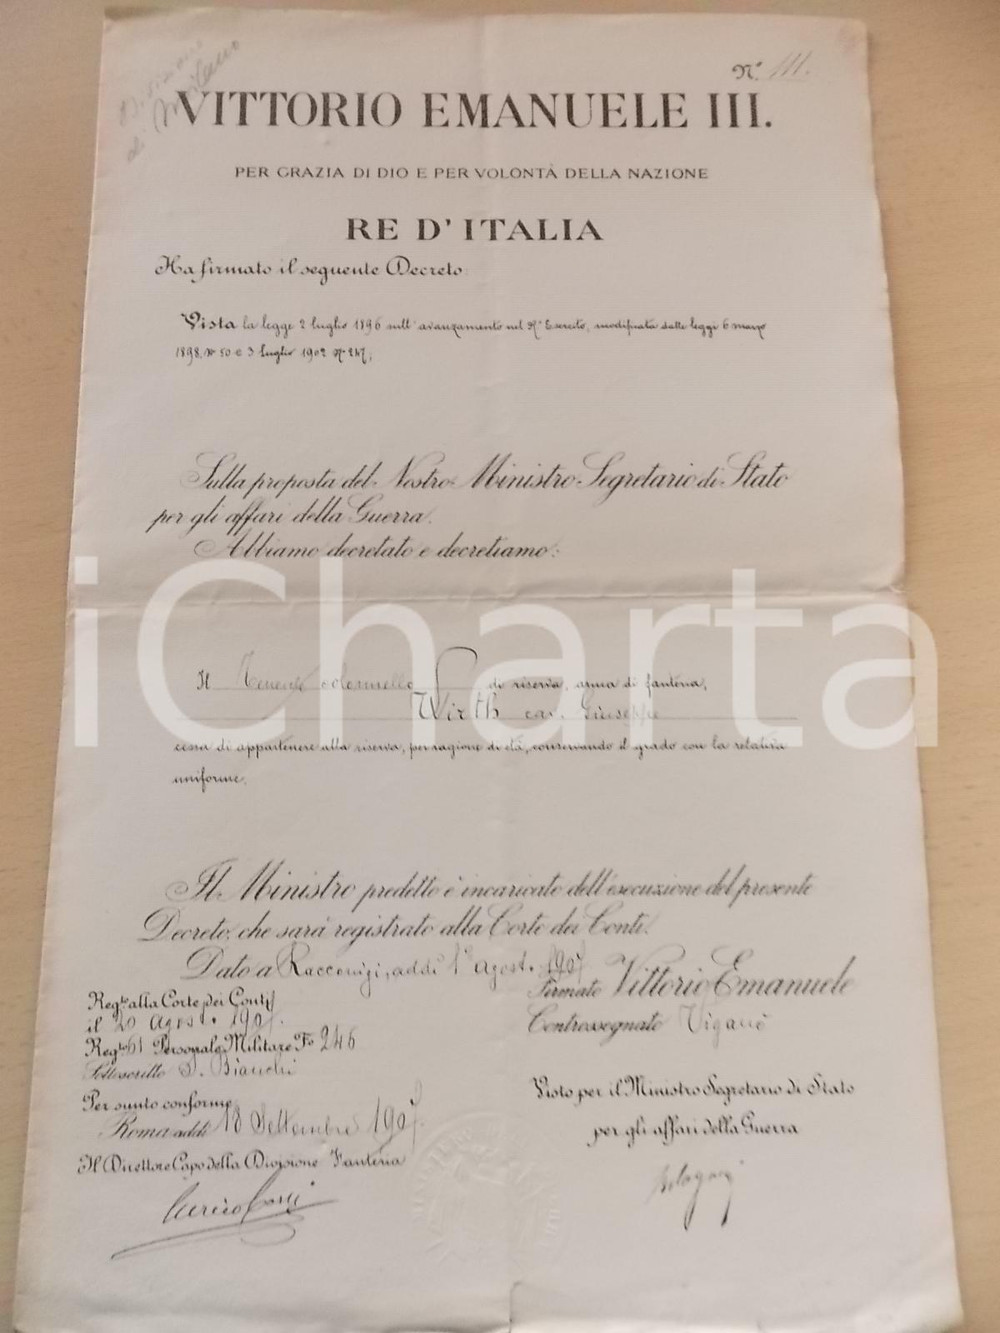 Divisione
di Milano
N.° 111.
VITTORIO EMANUELE III.
PER GRAZIA DI DIO E PER VOLONTÀ DELLA NAZIONE
RE D'ITALIA
Ha firmato il seguente Decreto:
Vista la legge 2 luglio 1896 sull'avanzamento nel R.° Esercito, modificata dalle leggi 6 marzo
1898, N° 50 e 3 luglio 1902 N° 247;
Sulla proposta del Nostro Ministro Segretario di Stato
per gli affari della Guerra.
Abbiamo decretato e decretiamo:
iCharta
Il Tenente colonnello di riserva, arma di fanteria,
Wirth cav. Giuseppe
cessa di appartenere alla riserva, per ragione di età, conservando il grado con la relativa
uniforme.
Il Ministro predetto è incaricato dell'esecuzione del presente
Decreto, che sarà registrato alla Corte dei Conti.
Dato a Racconigi, addì 1° agosto 1907
Firmato Vittorio Emanuele
Controssegnato Viganò
Reg.to alla Corte dei Conti
il 20 Agosto 1907.
Reg.to 61 Personale Militare F.o 246
Sottoscritto Bianchi
Per sunto conforme
Roma addì 18 Settembre 1907
Il Direttore Capo della Divisione Fanteria
Visto per il Ministro Segretario di Stato
per gli affari della Guerra